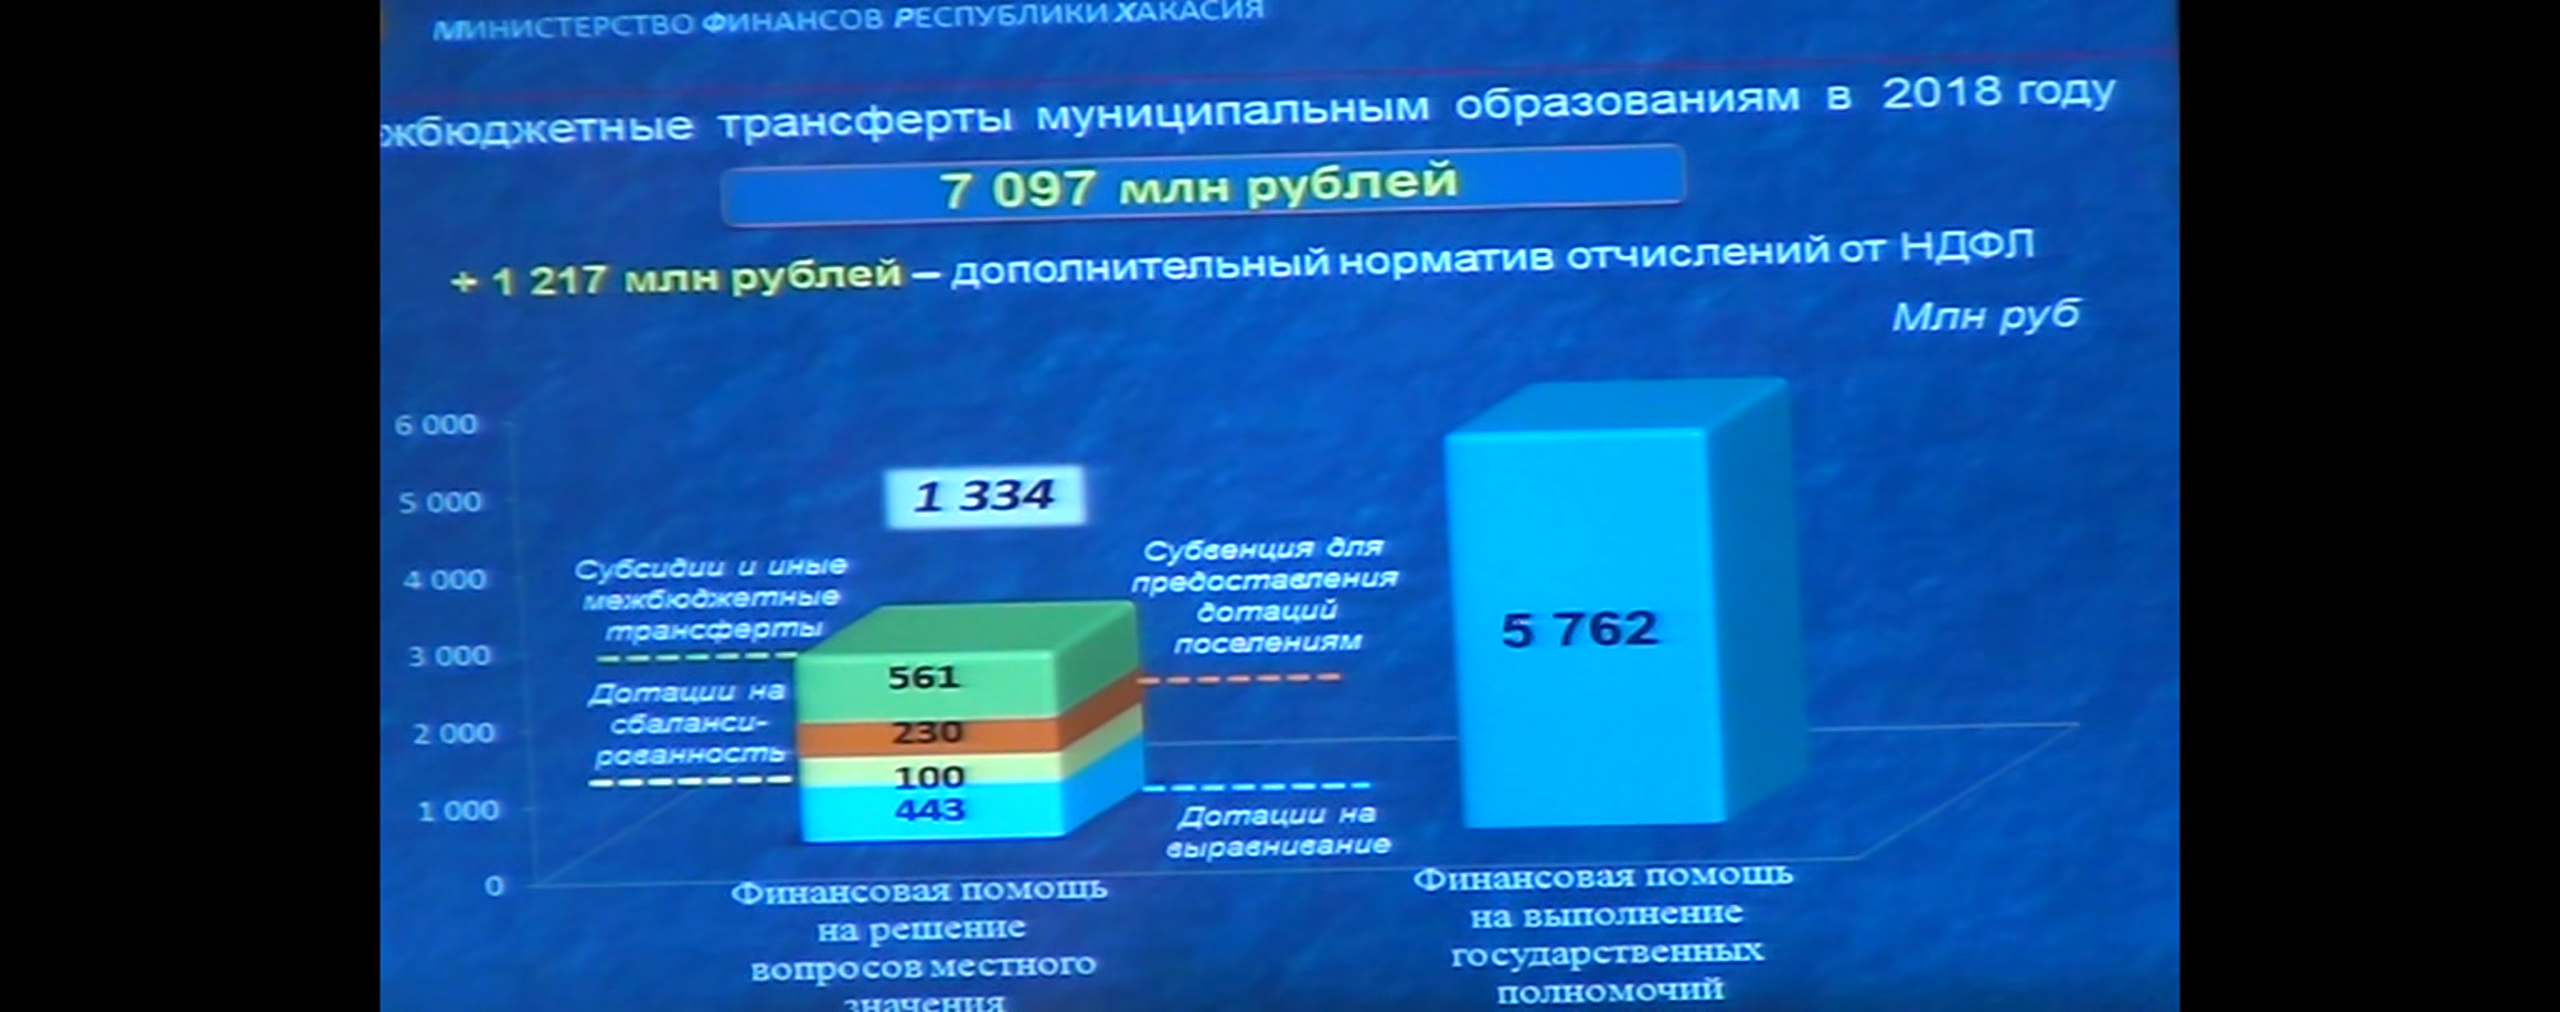 МИНИСТЕРСТВО ФИНАНСОВ РЕСПУБЛИКИ ХАКАСИЯ
жбюджетные трансферты муниципальным образованиям в 2018 году
7 097 млн рублей
+ 1 217 млн рублей – дополнительный норматив отчислений от НДФЛ
Млн руб
6 000
5 000
4 000
3 000
2 000
1 000
0
1 334
Субсидии и иные
межбюджетные
трансферты
Дотации на
сбаланси-
рованность
561
230
100
443
Субвенция для
предоставления
дотаций
поселениям
Дотации на
выравнивание
5 762
Финансовая помощь
на решение
вопросов местного
значения
Финансовая помощь
на выполнение
государственных
полномочий